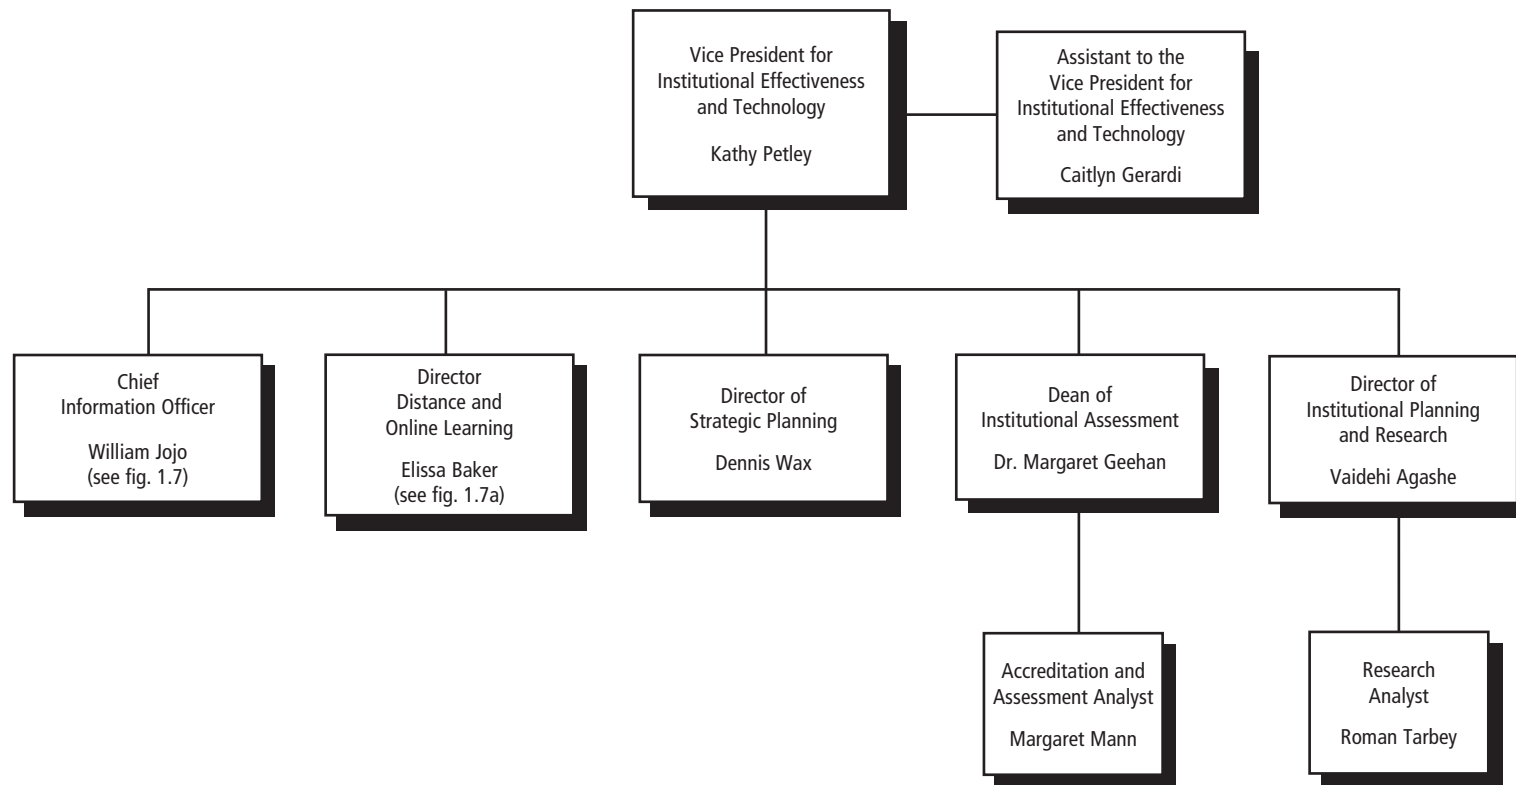 Vice President for
Institutional Effectiveness
and Technology
Kathy Petley
Assistant to the
Vice President for
Institutional Effectiveness
and Technology
Caitlyn Gerardi
Chief
Information Officer
William Jojo
(see fig. 1.7)
Director
Distance and
Online Learning
Elissa Baker
(see fig. 1.7a)
Director of
Strategic Planning
Dennis Wax
Dean of
Institutional Assessment
Dr. Margaret Geehan
Director of
Institutional Planning
and Research
Vaidehi Agashe
Accreditation and
Assessment Analyst
Margaret Mann
Research
Analyst
Roman Tarbey